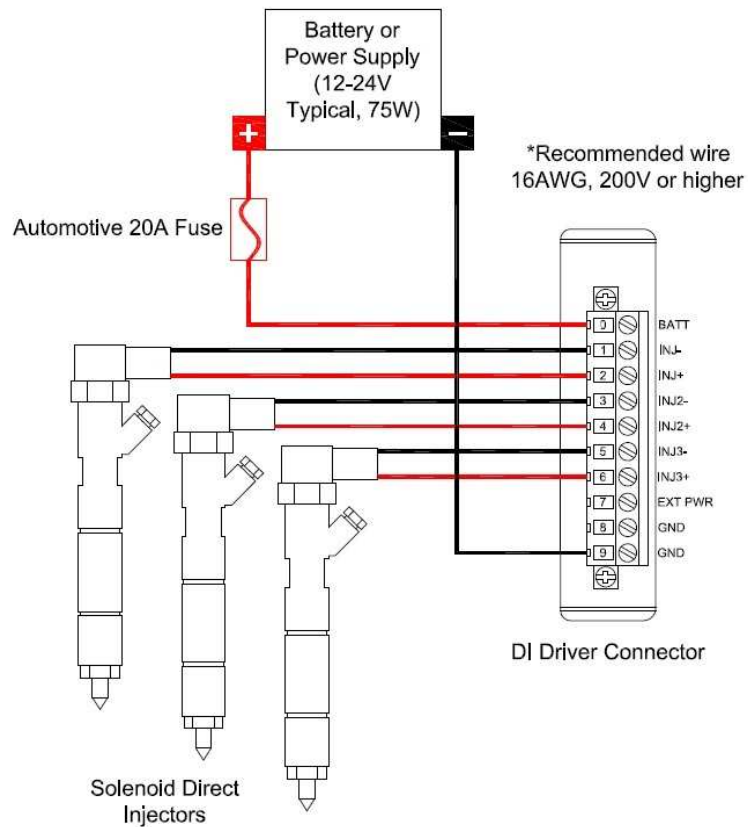 Battery or
Power Supply
(12-24V
Typical, 75W)
+
-
*Recommended wire
16AWG, 200V or higher
Automotive 20A Fuse
0 BATT
1 INJ-
2 INJ+
3 INJ2-
4 INJ2+
5 INJ3-
6 INJ3+
7 EXT PWR
8 GND
9 GND
DI Driver Connector
Solenoid Direct
Injectors